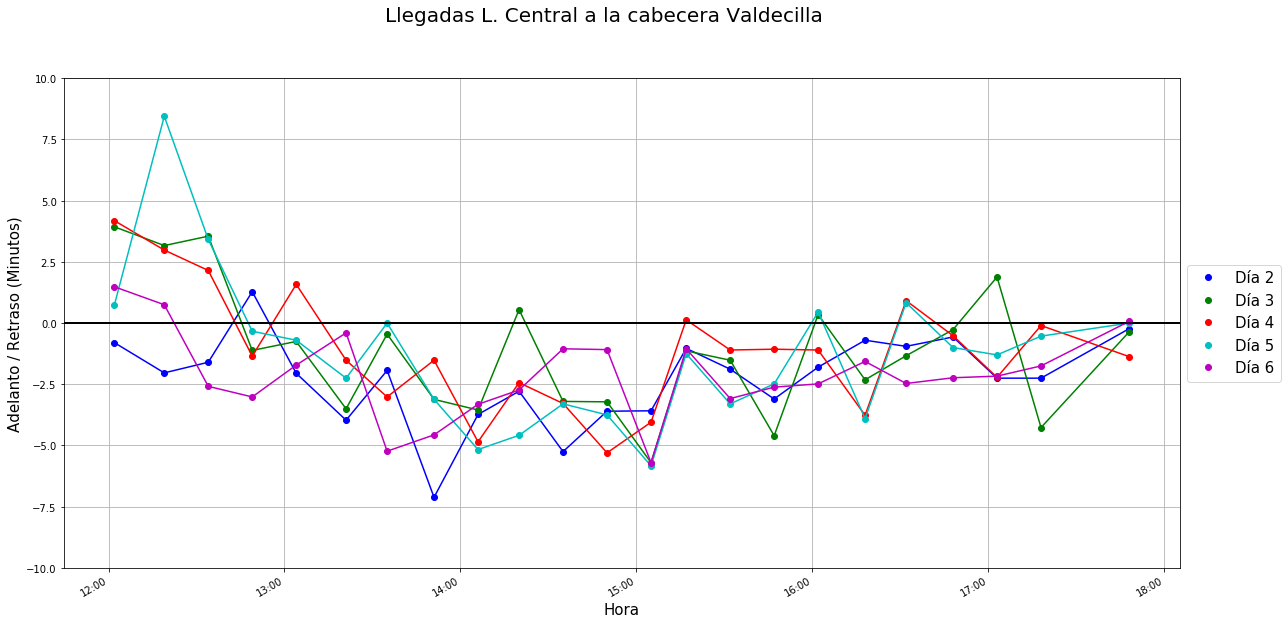 Llegadas L. Central a la cabecera Valdecilla
Adelanto / Retraso (Minutos)
10.0
7.5
5.0
2.5
0.0
−2.5
−5.0
−7.5
−10.0
12:00
13:00
14:00
15:00
16:00
17:00
18:00
Hora
Día 2
Día 3
Día 4
Día 5
Día 6